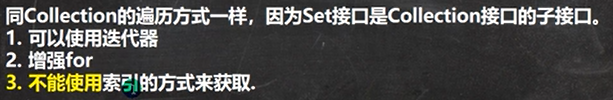 同Collection的遍历方式一样，因为Set接口是Collection接口的子接口。
1. 可以使用迭代器
2. 增强for
3. 不能使用索引的方式来获取.